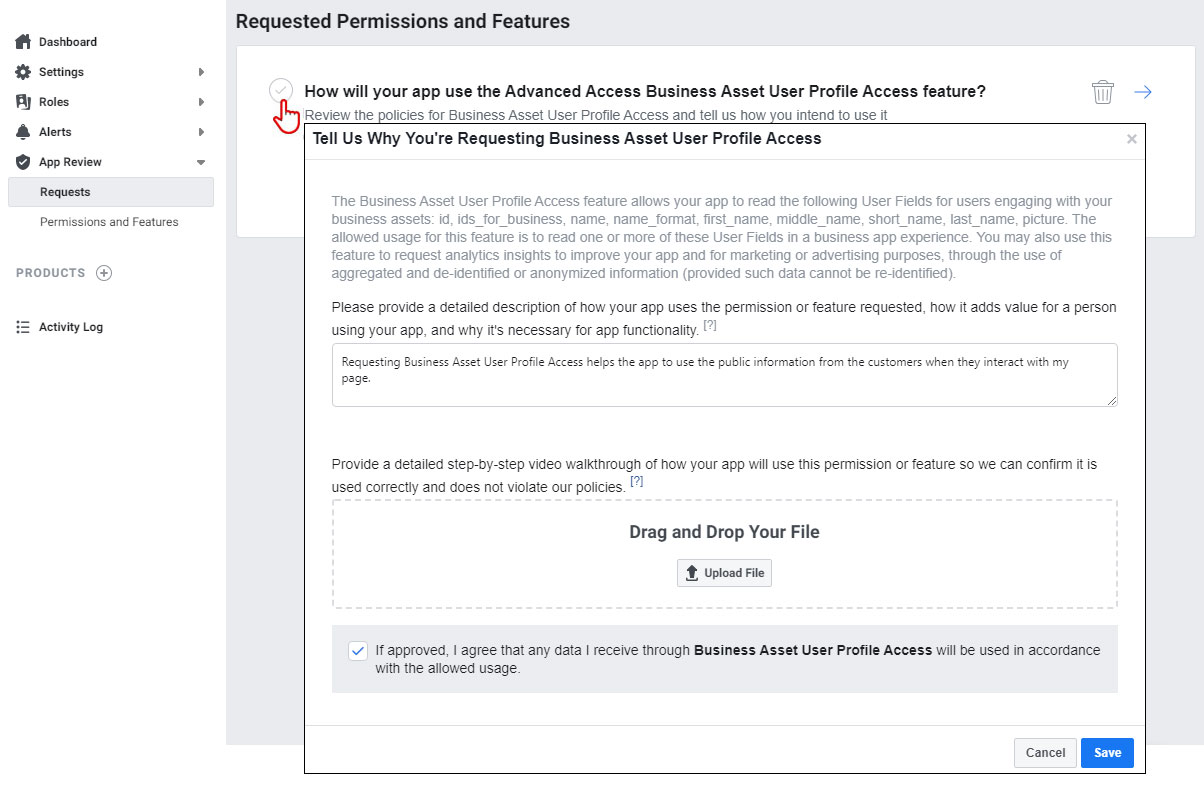 Requested Permissions and Features
Dashboard
Settings
Roles
Alerts
App Review
Requests
Permissions and Features
PRODUCTS
Activity Log
How will your app use the Advanced Access Business Asset User Profile Access feature?
Review the policies for Business Asset User Profile Access and tell us how you intend to use it
Tell Us Why You're Requesting Business Asset User Profile Access
The Business Asset User Profile Access feature allows your app to read the following User Fields for users engaging with your
business assets: id, ids_for_business, name, name_format, first_name, middle_name, short_name, last_name, picture. The
allowed usage for this feature is to read one or more of these User Fields in a business app experience. You may also use this
feature to request analytics insights to improve your app and for marketing or advertising purposes, through the use of
aggregated and de-identified or anonymized information (provided such data cannot be re-identified).
Please provide a detailed description of how your app uses the permission or feature requested, how it adds value for a person
using your app, and why it's necessary for app functionality. [?]
Requesting Business Asset User Profile Access helps the app to use the public information from the customers when they interact with my
page.
Provide a detailed step-by-step video walkthrough of how your app will use this permission or feature so we can confirm it is
used correctly and does not violate our policies. [?]
Drag and Drop Your File
Upload File
If approved, I agree that any data I receive through Business Asset User Profile Access will be used in accordance
with the allowed usage.
Cancel
Save